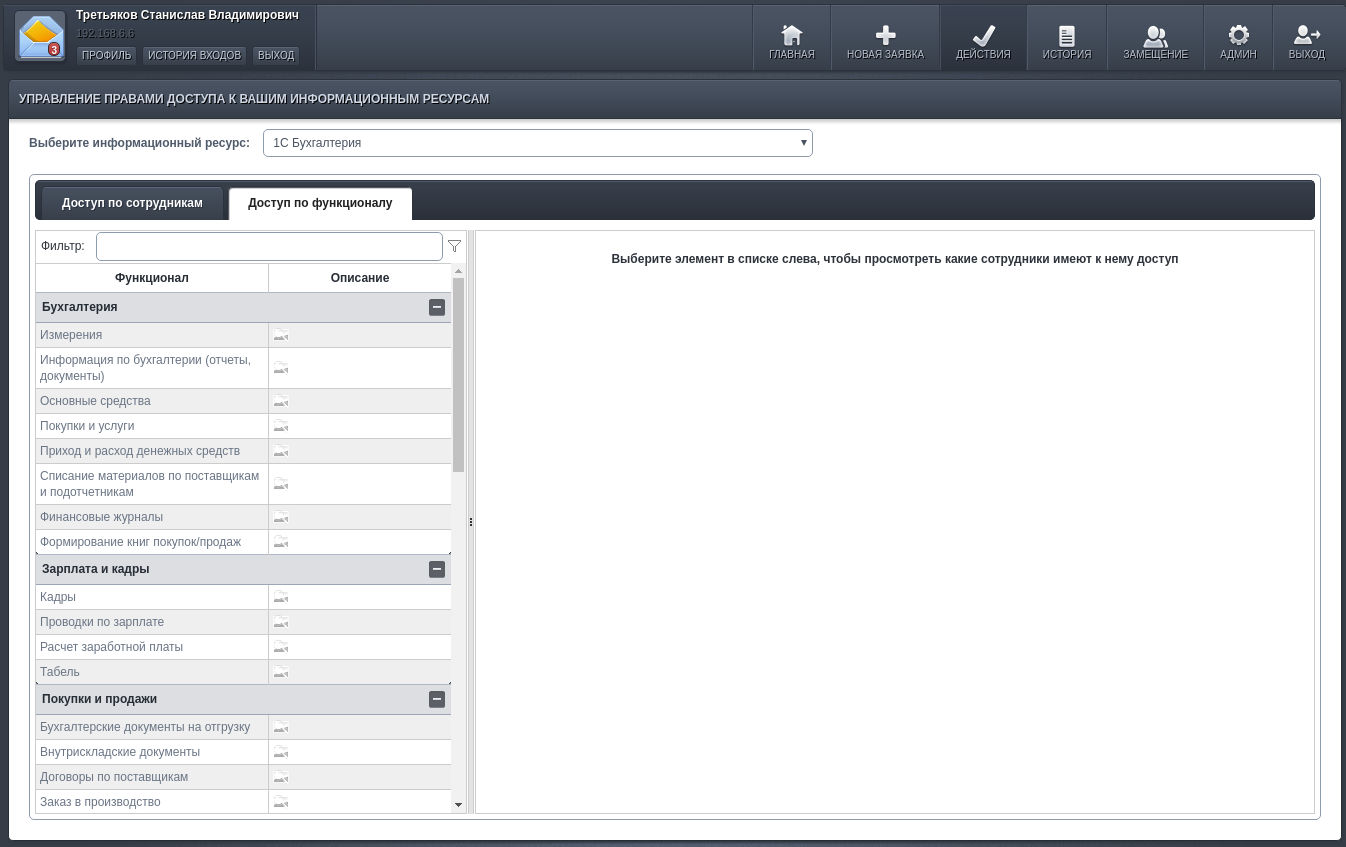 Третьяков Станислав Владимирович
192.168.6.6
3
ПРОФИЛЬ
ИСТОРИЯ ВХОДОВ
ВЫХОД
ГЛАВНАЯ
НОВАЯ ЗАЯВКА
ДЕЙСТВИЯ
ИСТОРИЯ
ЗАМЕЩЕНИЕ
АДМИН
ВЫХОД
УПРАВЛЕНИЕ ПРАВАМИ ДОСТУПА К ВАШИМ ИНФОРМАЦИОННЫМ РЕСУРСАМ
Выберите информационный ресурс:
1С Бухгалтерия
Доступ по сотрудникам
Доступ по функционалу
Фильтр:
Функционал
Описание
Бухгалтерия
Измерения
Информация по бухгалтерии (отчеты,
документы)
Основные средства
Покупки и услуги
Приход и расход денежных средств
Списание материалов по поставщикам
и подотчетникам
Финансовые журналы
Формирование книг покупок/продаж
Зарплата и кадры
Кадры
Проводки по зарплате
Расчет заработной платы
Табель
Покупки и продажи
Бухгалтерские документы на отгрузку
Внутрискладские документы
Договоры по поставщикам
Заказ в производство
Выберите элемент в списке слева, чтобы просмотреть какие сотрудники имеют к нему доступ